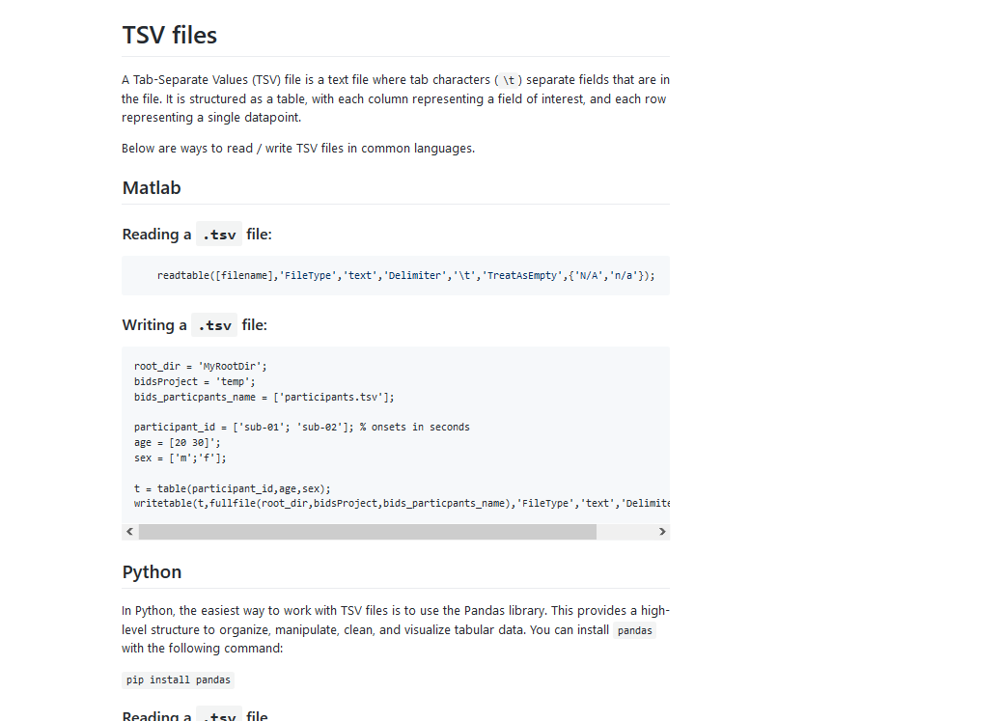 TSV files
A Tab-Separate Values (TSV) file is a text file where tab characters ( \t ) separate fields that are in
the file. It is structured as a table, with each column representing a field of interest, and each row
representing a single datapoint.
Below are ways to read / write TSV files in common languages.
Matlab
Reading a .tsv file:
readtable([filename],'FileType','text','Delimiter','\t','TreatAsEmpty',{'N/A','n/a'});
Writing a .tsv file:
root_dir = 'MyRootDir';
bidsProject = 'temp';
bids_particpants_name = ['participants.tsv'];
participant_id = ['sub-01'; 'sub-02']; % onsets in seconds
age = [20 30]';
sex = ['m';'f'];
t = table(participant_id,age,sex);
writetable(t,fullfile(root_dir,bidsProject,bids_particpants_name),'FileType','text','Delimite
Python
In Python, the easiest way to work with TSV files is to use the Pandas library. This provides a high-
level structure to organize, manipulate, clean, and visualize tabular data. You can install pandas
with the following command:
pip install pandas
Reading a .tsv file